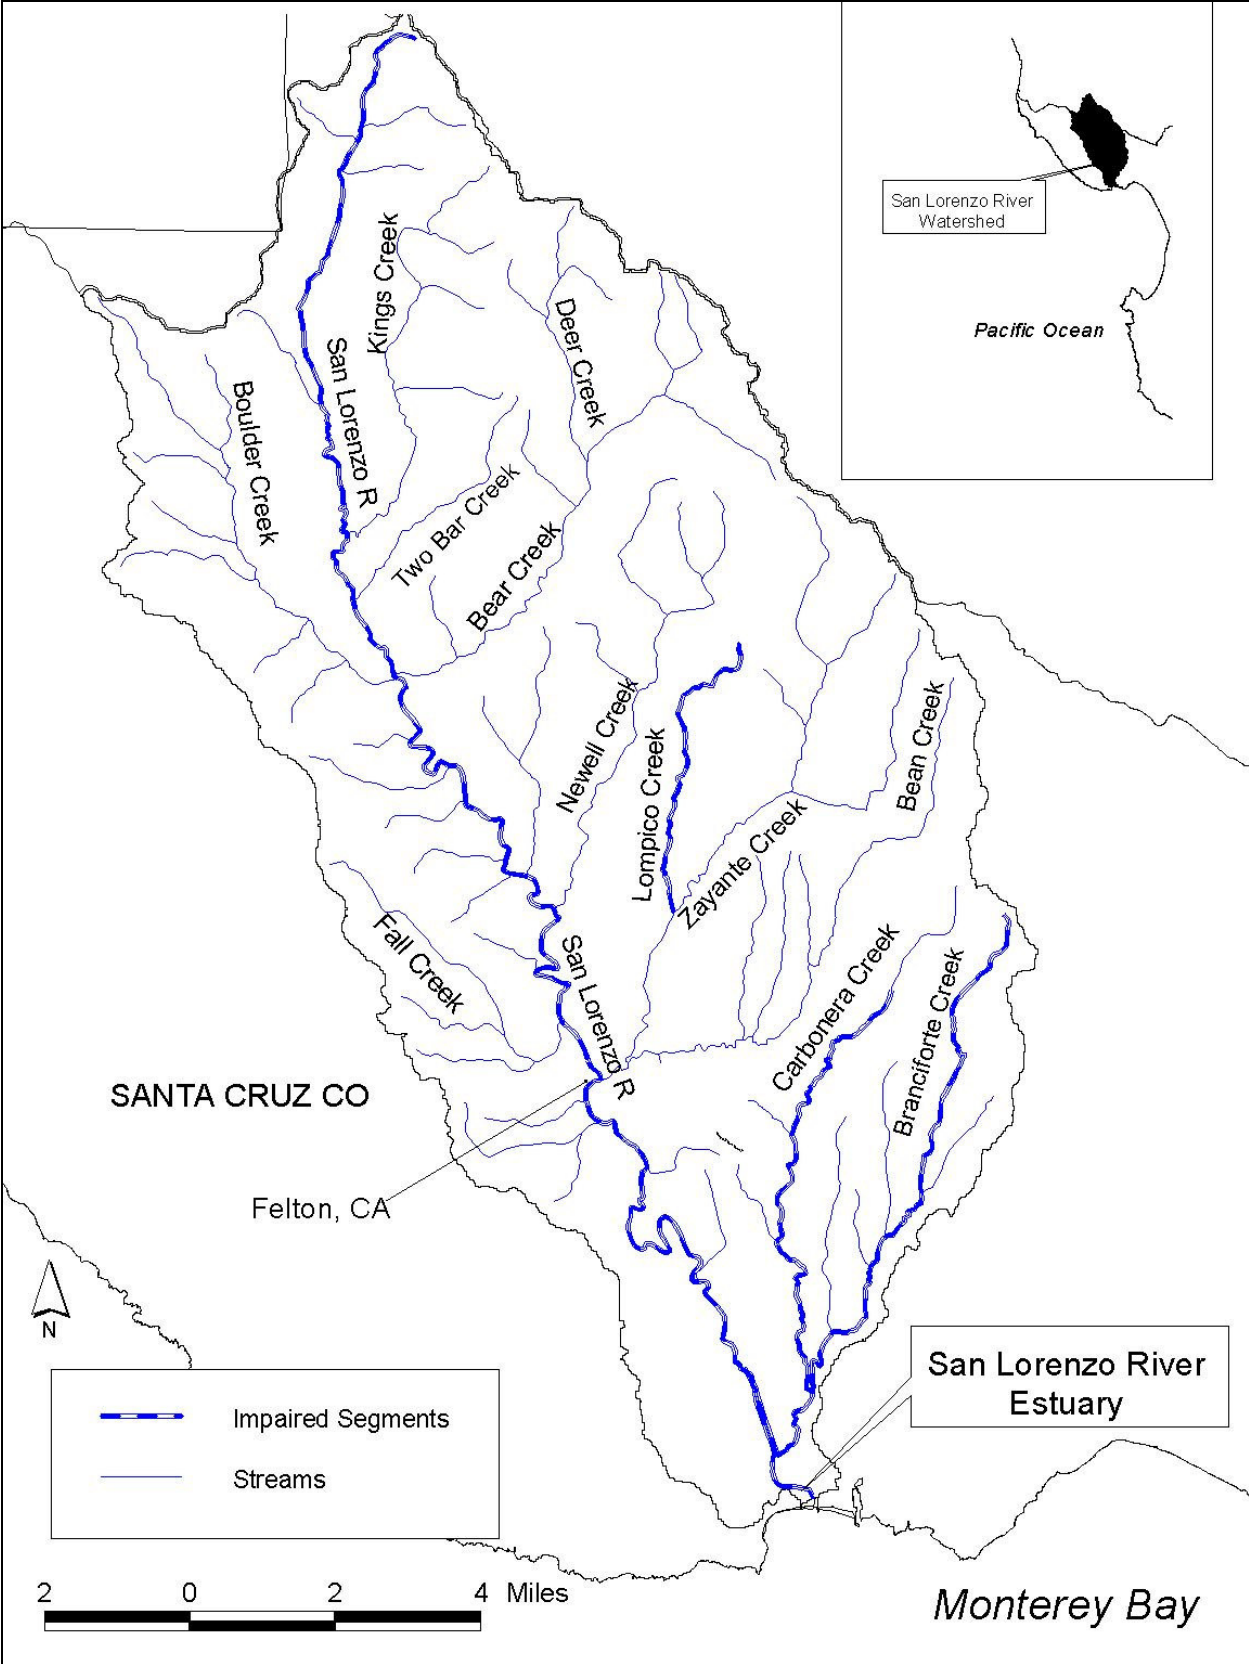 San Lorenzo River
Watershed
Pacific Ocean
Kings Creek
Deer Creek
San Lorenzo R
Boulder Creek
Two Bar Creek
Bear Creek
Newell Creek
Lompico Creek
Bean Creek
Zayante Creek
Fall Creek
San Lorenzo R
Carbonera Creek
Branciforte Creek
SANTA CRUZ CO
Felton, CA
N
San Lorenzo River
Estuary
Impaired Segments
Streams
2 0 2 4 Miles
Monterey Bay